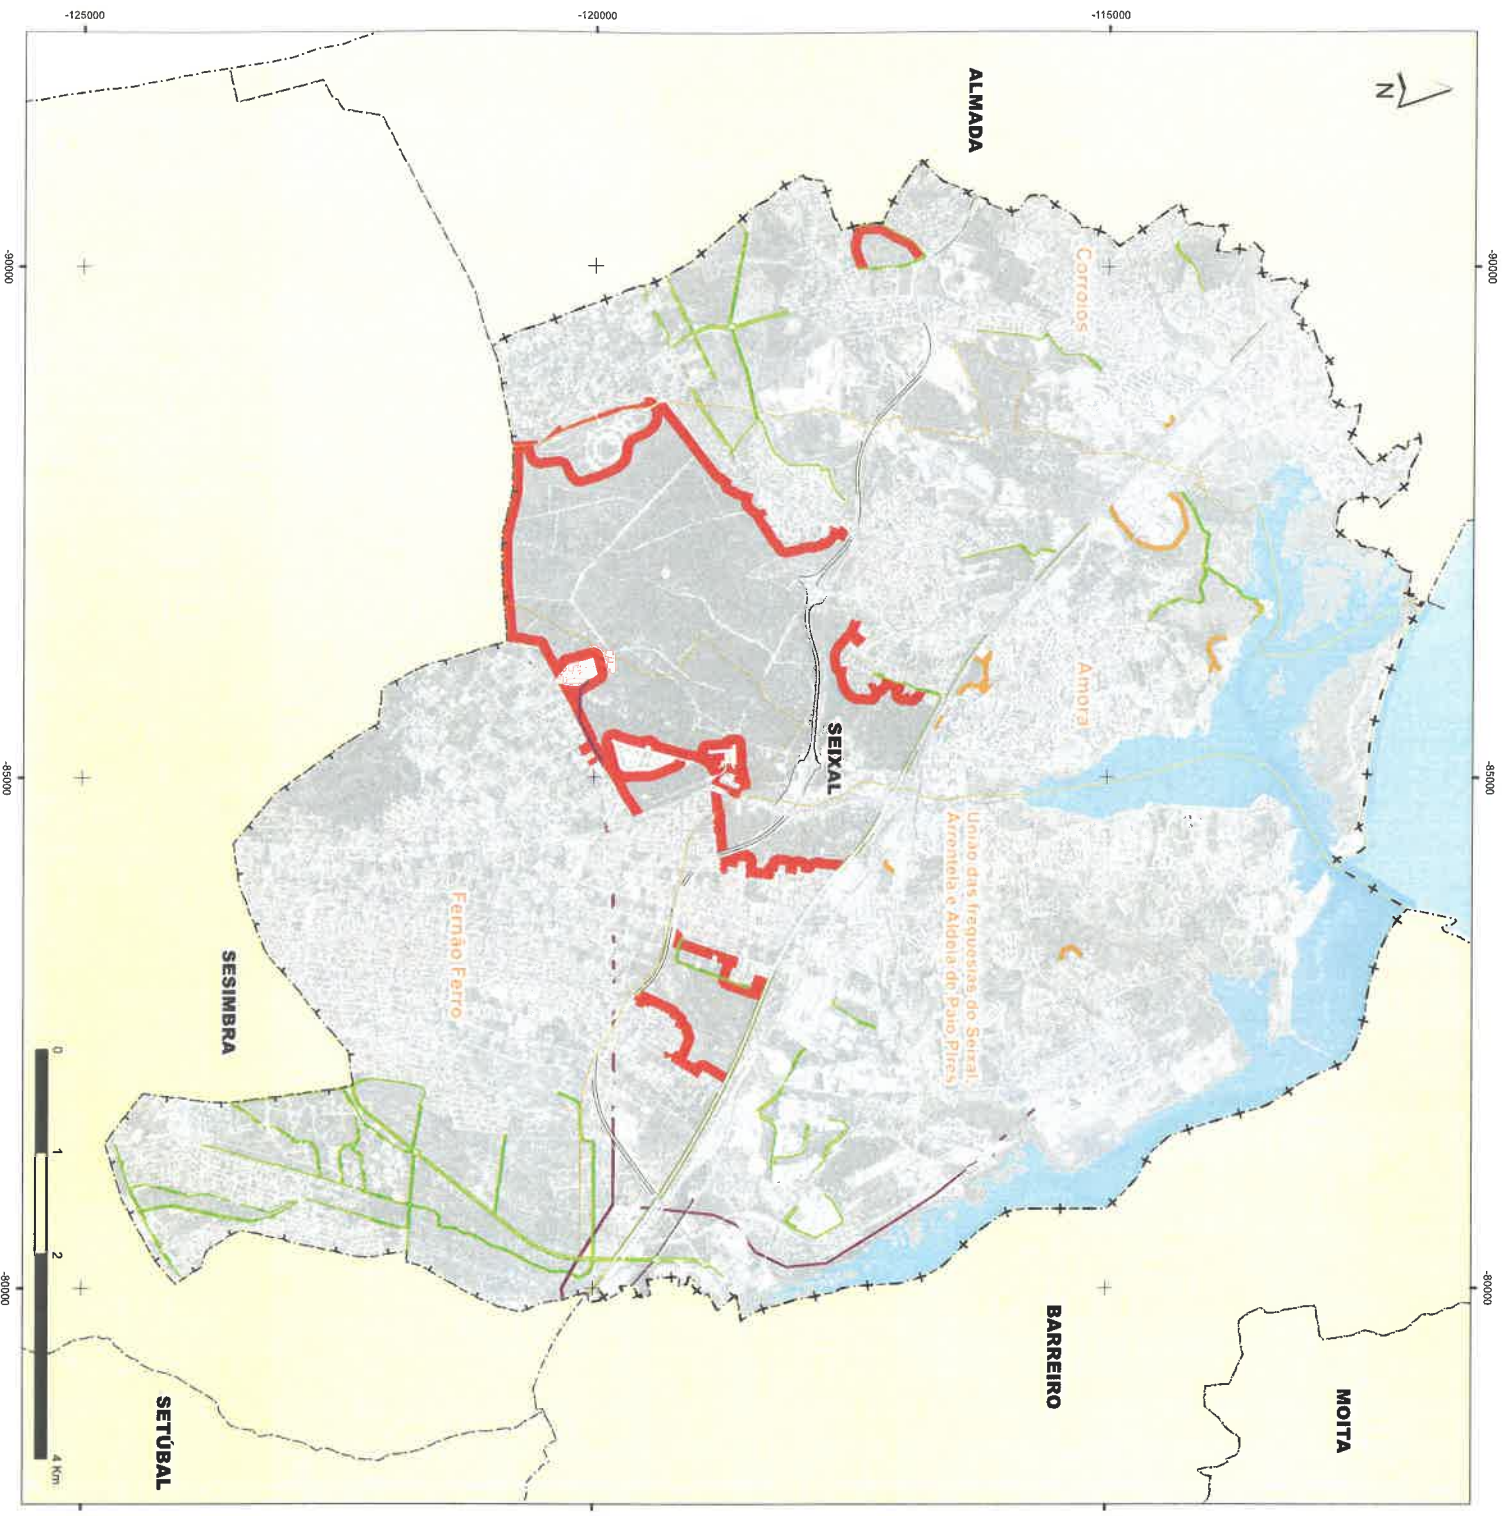 -125000
-120000
-115000
N
ALMADA
-90000
-90000
Corroios
SEIXAL
Amora
-85000
-85000
União das freguesias do Seixal,
Arrentela e Aldeia de Paio Pires
Fernão Ferro
SESIMBRA
-80000
-80000
BARREIRO
MOITA
SETÚBAL
0
1
2
4 Km